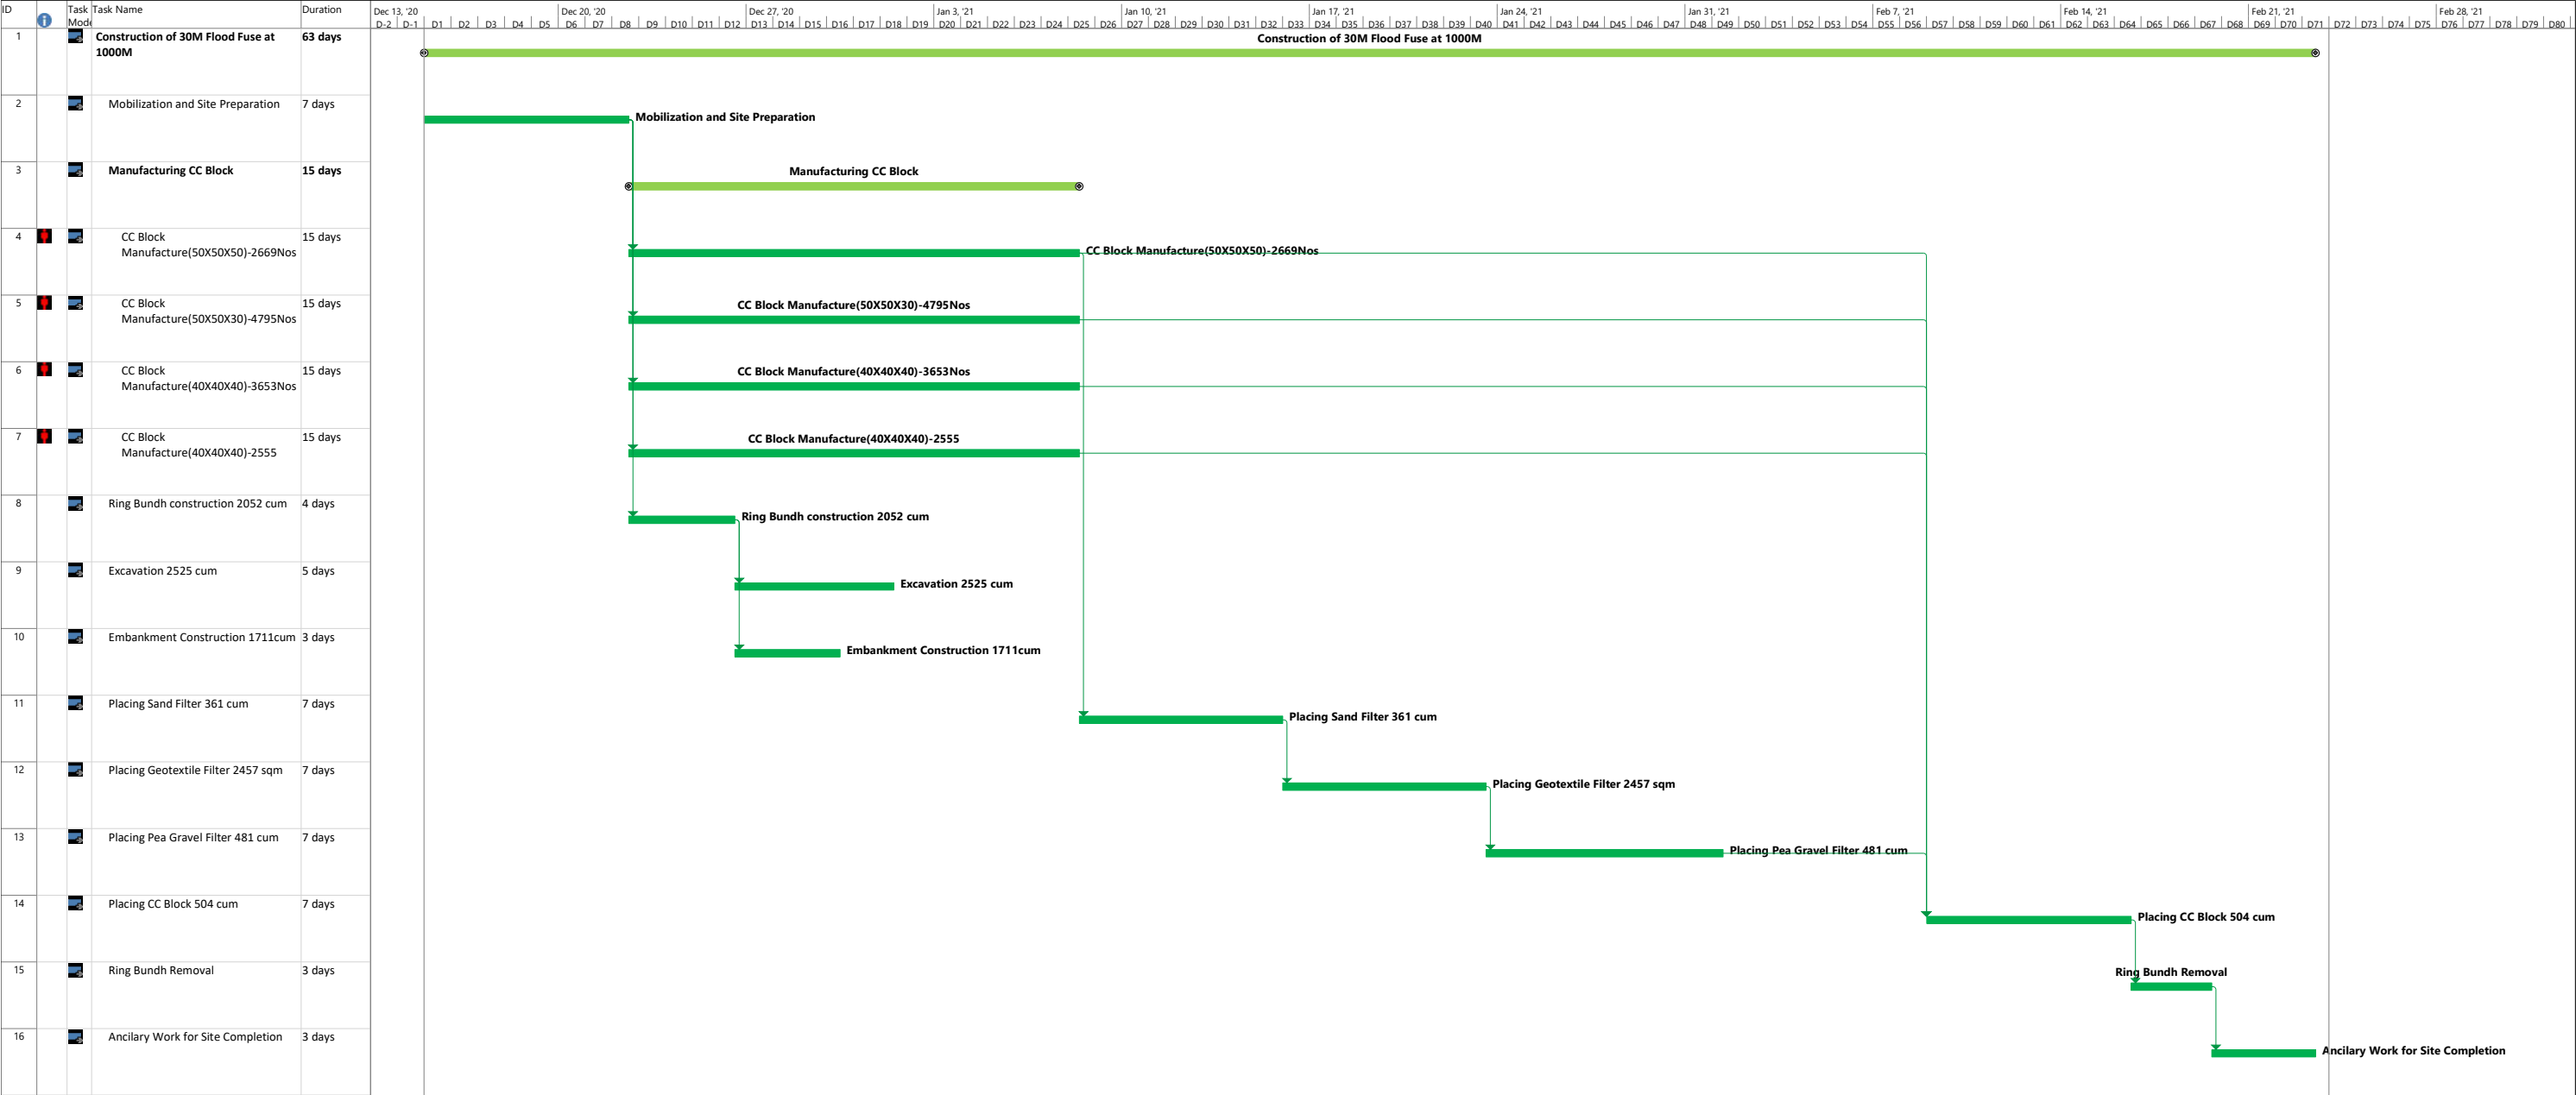 ID
Task Mode
Task Name
Duration
Dec 13, '20 Dec 20, '20 Dec 27, '20 Jan 3, '21 Jan 10, '21 Jan 17, '21 Jan 24, '21 Jan 31, '21 Feb 7, '21 Feb 14, '21 Feb 21, '21 Feb 28, '21
D-2 D-1 D1 D2 D3 D4 D5 D6 D7 D8 D9 D10 D11 D12 D13 D14 D15 D16 D17 D18 D19 D20 D21 D22 D23 D24 D25 D26 D27 D28 D29 D30 D31 D32 D33 D34 D35 D36 D37 D38 D39 D40 D41 D42 D43 D44 D45 D46 D47 D48 D49 D50 D51 D52 D53 D54 D55 D56 D57 D58 D59 D60 D61 D62 D63 D64 D65 D66 D67 D68 D69 D70 D71 D72 D73 D74 D75 D76 D77 D78 D79 D80
1 Construction of 30M Flood Fuse at 63 days
1000M
Construction of 30M Flood Fuse at 1000M
2 Mobilization and Site Preparation 7 days
Mobilization and Site Preparation
3 Manufacturing CC Block 15 days
Manufacturing CC Block
4 CC Block 15 days
Manufacture(50X50X50)-2669Nos
CC Block Manufacture(50X50X50)-2669Nos
5 CC Block 15 days
Manufacture(50X50X30)-4795Nos
CC Block Manufacture(50X50X30)-4795Nos
6 CC Block 15 days
Manufacture(40X40X40)-3653Nos
CC Block Manufacture(40X40X40)-3653Nos
7 CC Block 15 days
Manufacture(40X40X40)-2555
CC Block Manufacture(40X40X40)-2555
8 Ring Bundh construction 2052 cum 4 days
Ring Bundh construction 2052 cum
9 Excavation 2525 cum 5 days
Excavation 2525 cum
10 Embankment Construction 1711cum 3 days
Embankment Construction 1711cum
11 Placing Sand Filter 361 cum 7 days
Placing Sand Filter 361 cum
12 Placing Geotextile Filter 2457 sqm 7 days
Placing Geotextile Filter 2457 sqm
13 Placing Pea Gravel Filter 481 cum 7 days
Placing Pea Gravel Filter 481 cum
14 Placing CC Block 504 cum 7 days
Placing CC Block 504 cum
15 Ring Bundh Removal 3 days
Ring Bundh Removal
16 Ancilary Work for Site Completion 3 days
Ancilary Work for Site Completion